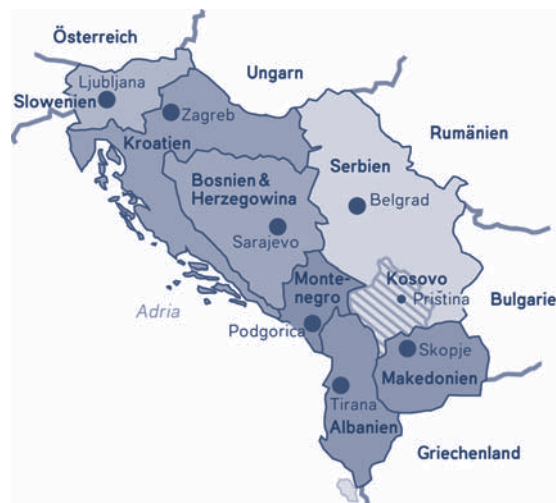 Österreich
Ungarn
Ljubljana
Slowenien
Zagreb
Rumänien
Kroatien
Serbien
Bosnien &
Herzegowina
Belgrad
Sarajevo
Monte-
negro
Kosovo
Priština
Bulgarie
Adria
Podgorica
Skopje
Makedonien
Tirana
Albanien
Griechenland